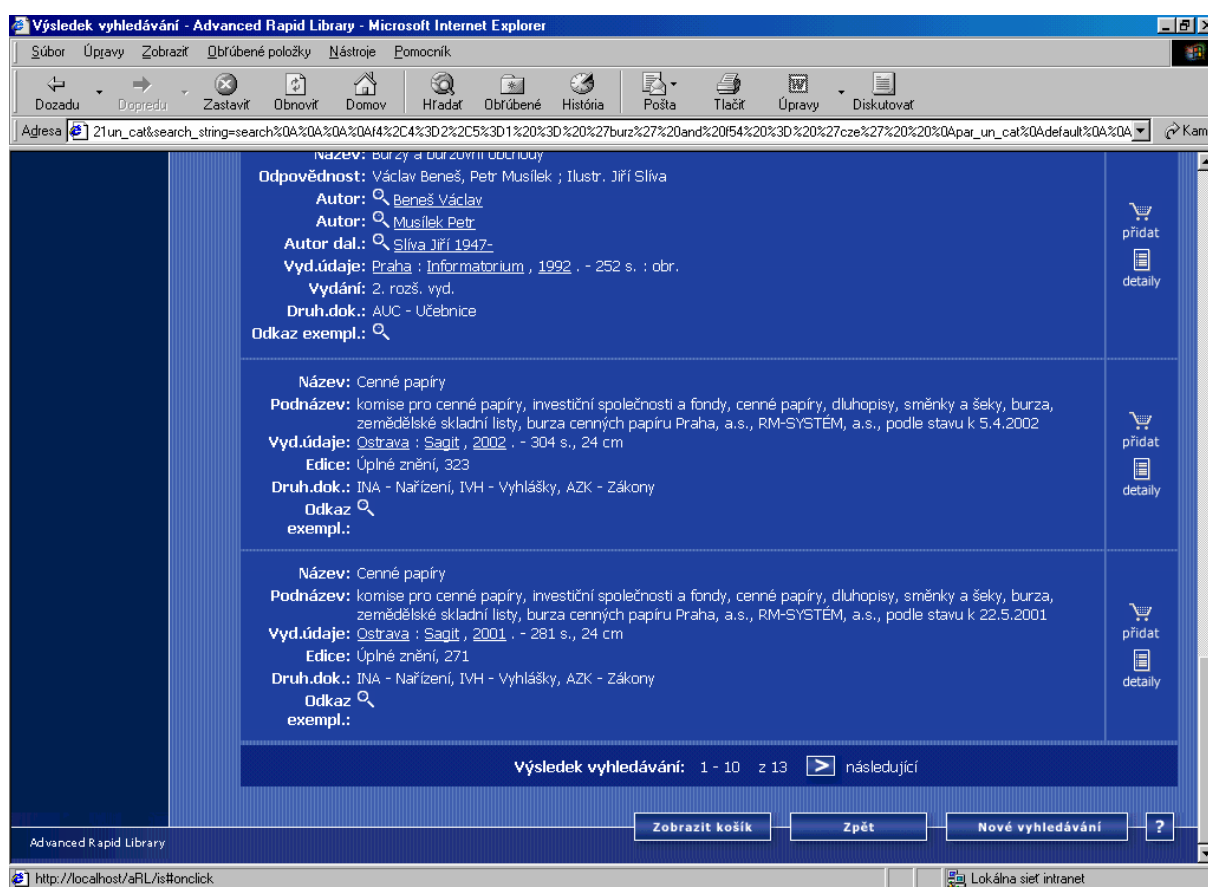 Výsledek vyhledávání - Advanced Rapid Library - Microsoft Internet Explorer
Súbor Úpravy Zobraziť Obľúbené položky Nástroje Pomocník
Dozadu Dopredu Zastaviť Obnoviť Domov Hľadať Obľúbené História Pošta Tlačiť Úpravy Diskutovať
Adresa 21un_cat&search_string=search%0A%0A%0A%0Af4%2C4%3D2%2C5%3D1%20%3D%20%27burz%27%20and%20f54%20%3D%20%27cze%27%20%20%0Apar_un_cat%0Adefault%0A%0A Kam
Název: Burzy a burzovní obchody
Odpovědnost: Václav Beneš, Petr Musílek ; Ilustr. Jiří Slíva
Autor: Beneš Václav
Autor: Musílek Petr
Autor dal.: Slíva Jiří 1947-
Vyd.údaje: Praha : Informatorium , 1992 . - 252 s. : obr.
Vydání: 2. rozš. vyd.
Druh.dok.: AUC - Učebnice
Odkaz exempl.:
přidat
detaily
Název: Cenné papíry
Podnázev: komise pro cenné papíry, investiční společnosti a fondy, cenné papíry, dluhopisy, směnky a šeky, burza,
zemědělské skladní listy, burza cenných papíru Praha, a.s., RM-SYSTÉM, a.s., podle stavu k 5.4.2002
Vyd.údaje: Ostrava : Sagit , 2002 . - 304 s., 24 cm
Edice: Úplné znění, 323
Druh.dok.: INA - Nařízení, IVH - Vyhlášky, AZK - Zákony
Odkaz
exempl.:
přidat
detaily
Název: Cenné papíry
Podnázev: komise pro cenné papíry, investiční společnosti a fondy, cenné papíry, dluhopisy, směnky a šeky, burza,
zemědělské skladní listy, burza cenných papíru Praha, a.s., RM-SYSTÉM, a.s., podle stavu k 22.5.2001
Vyd.údaje: Ostrava : Sagit , 2001 . - 281 s., 24 cm
Edice: Úplné znění, 271
Druh.dok.: INA - Nařízení, IVH - Vyhlášky, AZK - Zákony
Odkaz
exempl.:
přidat
detaily
Výsledek vyhledávání: 1 - 10 z 13 > následující
Zobrazit košík Zpět Nové vyhledávání ?
Advanced Rapid Library
http://localhost/aRL/is#onclick Lokálna sieť intranet